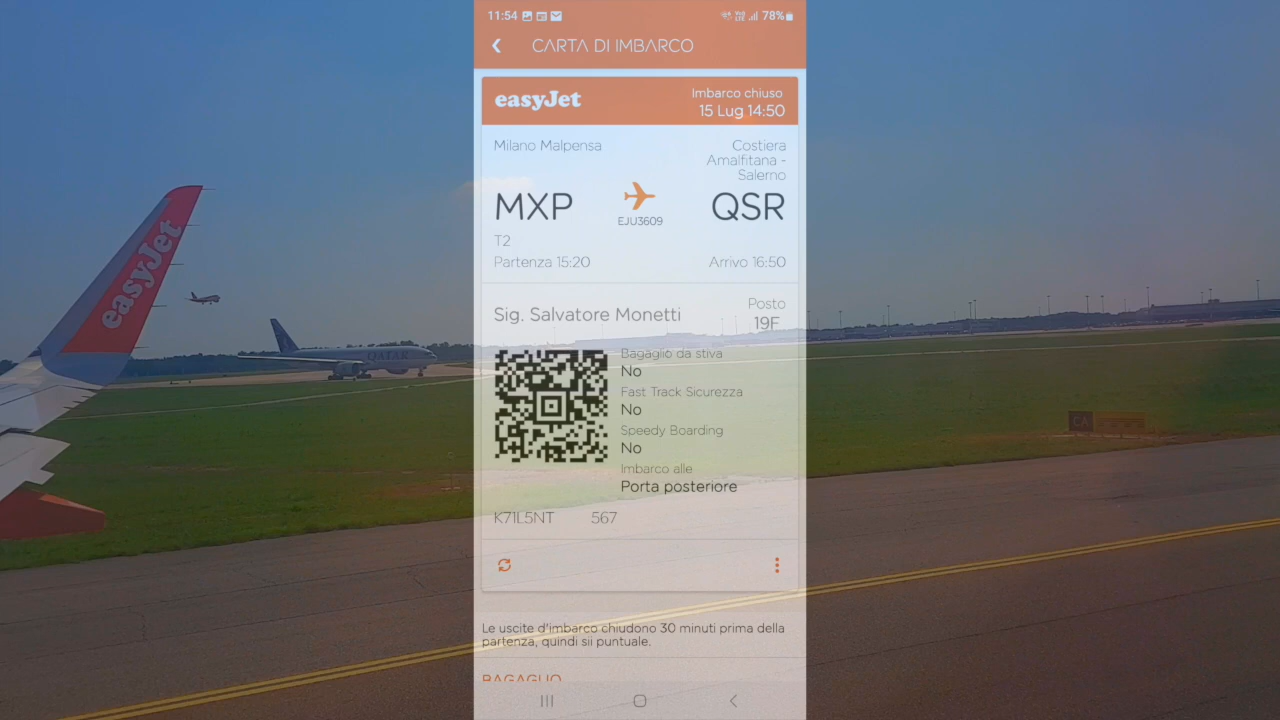 11:54
78%
CARTA DI IMBARCO
easyJet
Imbarco chiuso
15 Lug 14:50
Milano Malpensa
Costiera
Amalfitana -
Salerno
MXP
QSR
EJU3609
T2
Partenza 15:20
Arrivo 16:50
Sig. Salvatore Monetti
Posto
19F
Bagaglio da stiva
No
Fast Track Sicurezza
No
Speedy Boarding
No
Imbarco alle
Porta posteriore
K71L5NT
567
Le uscite d'imbarco chiudono 30 minuti prima della
partenza, quindi sii puntuale.
BAGAGLIO
easyJet
QATAR
CA